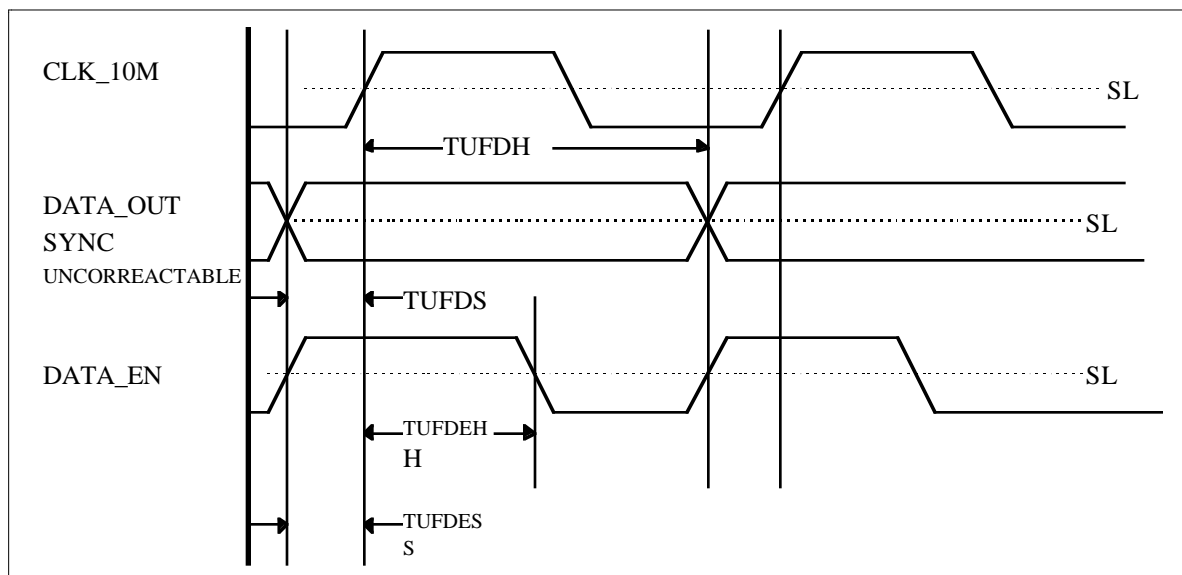 CLK_10M
SL
TUFDH
DATA_OUT
SYNC
UNCORREACTABLE
SL
TUFDS
DATA_EN
SL
TUFDEH
H
TUFDES
S